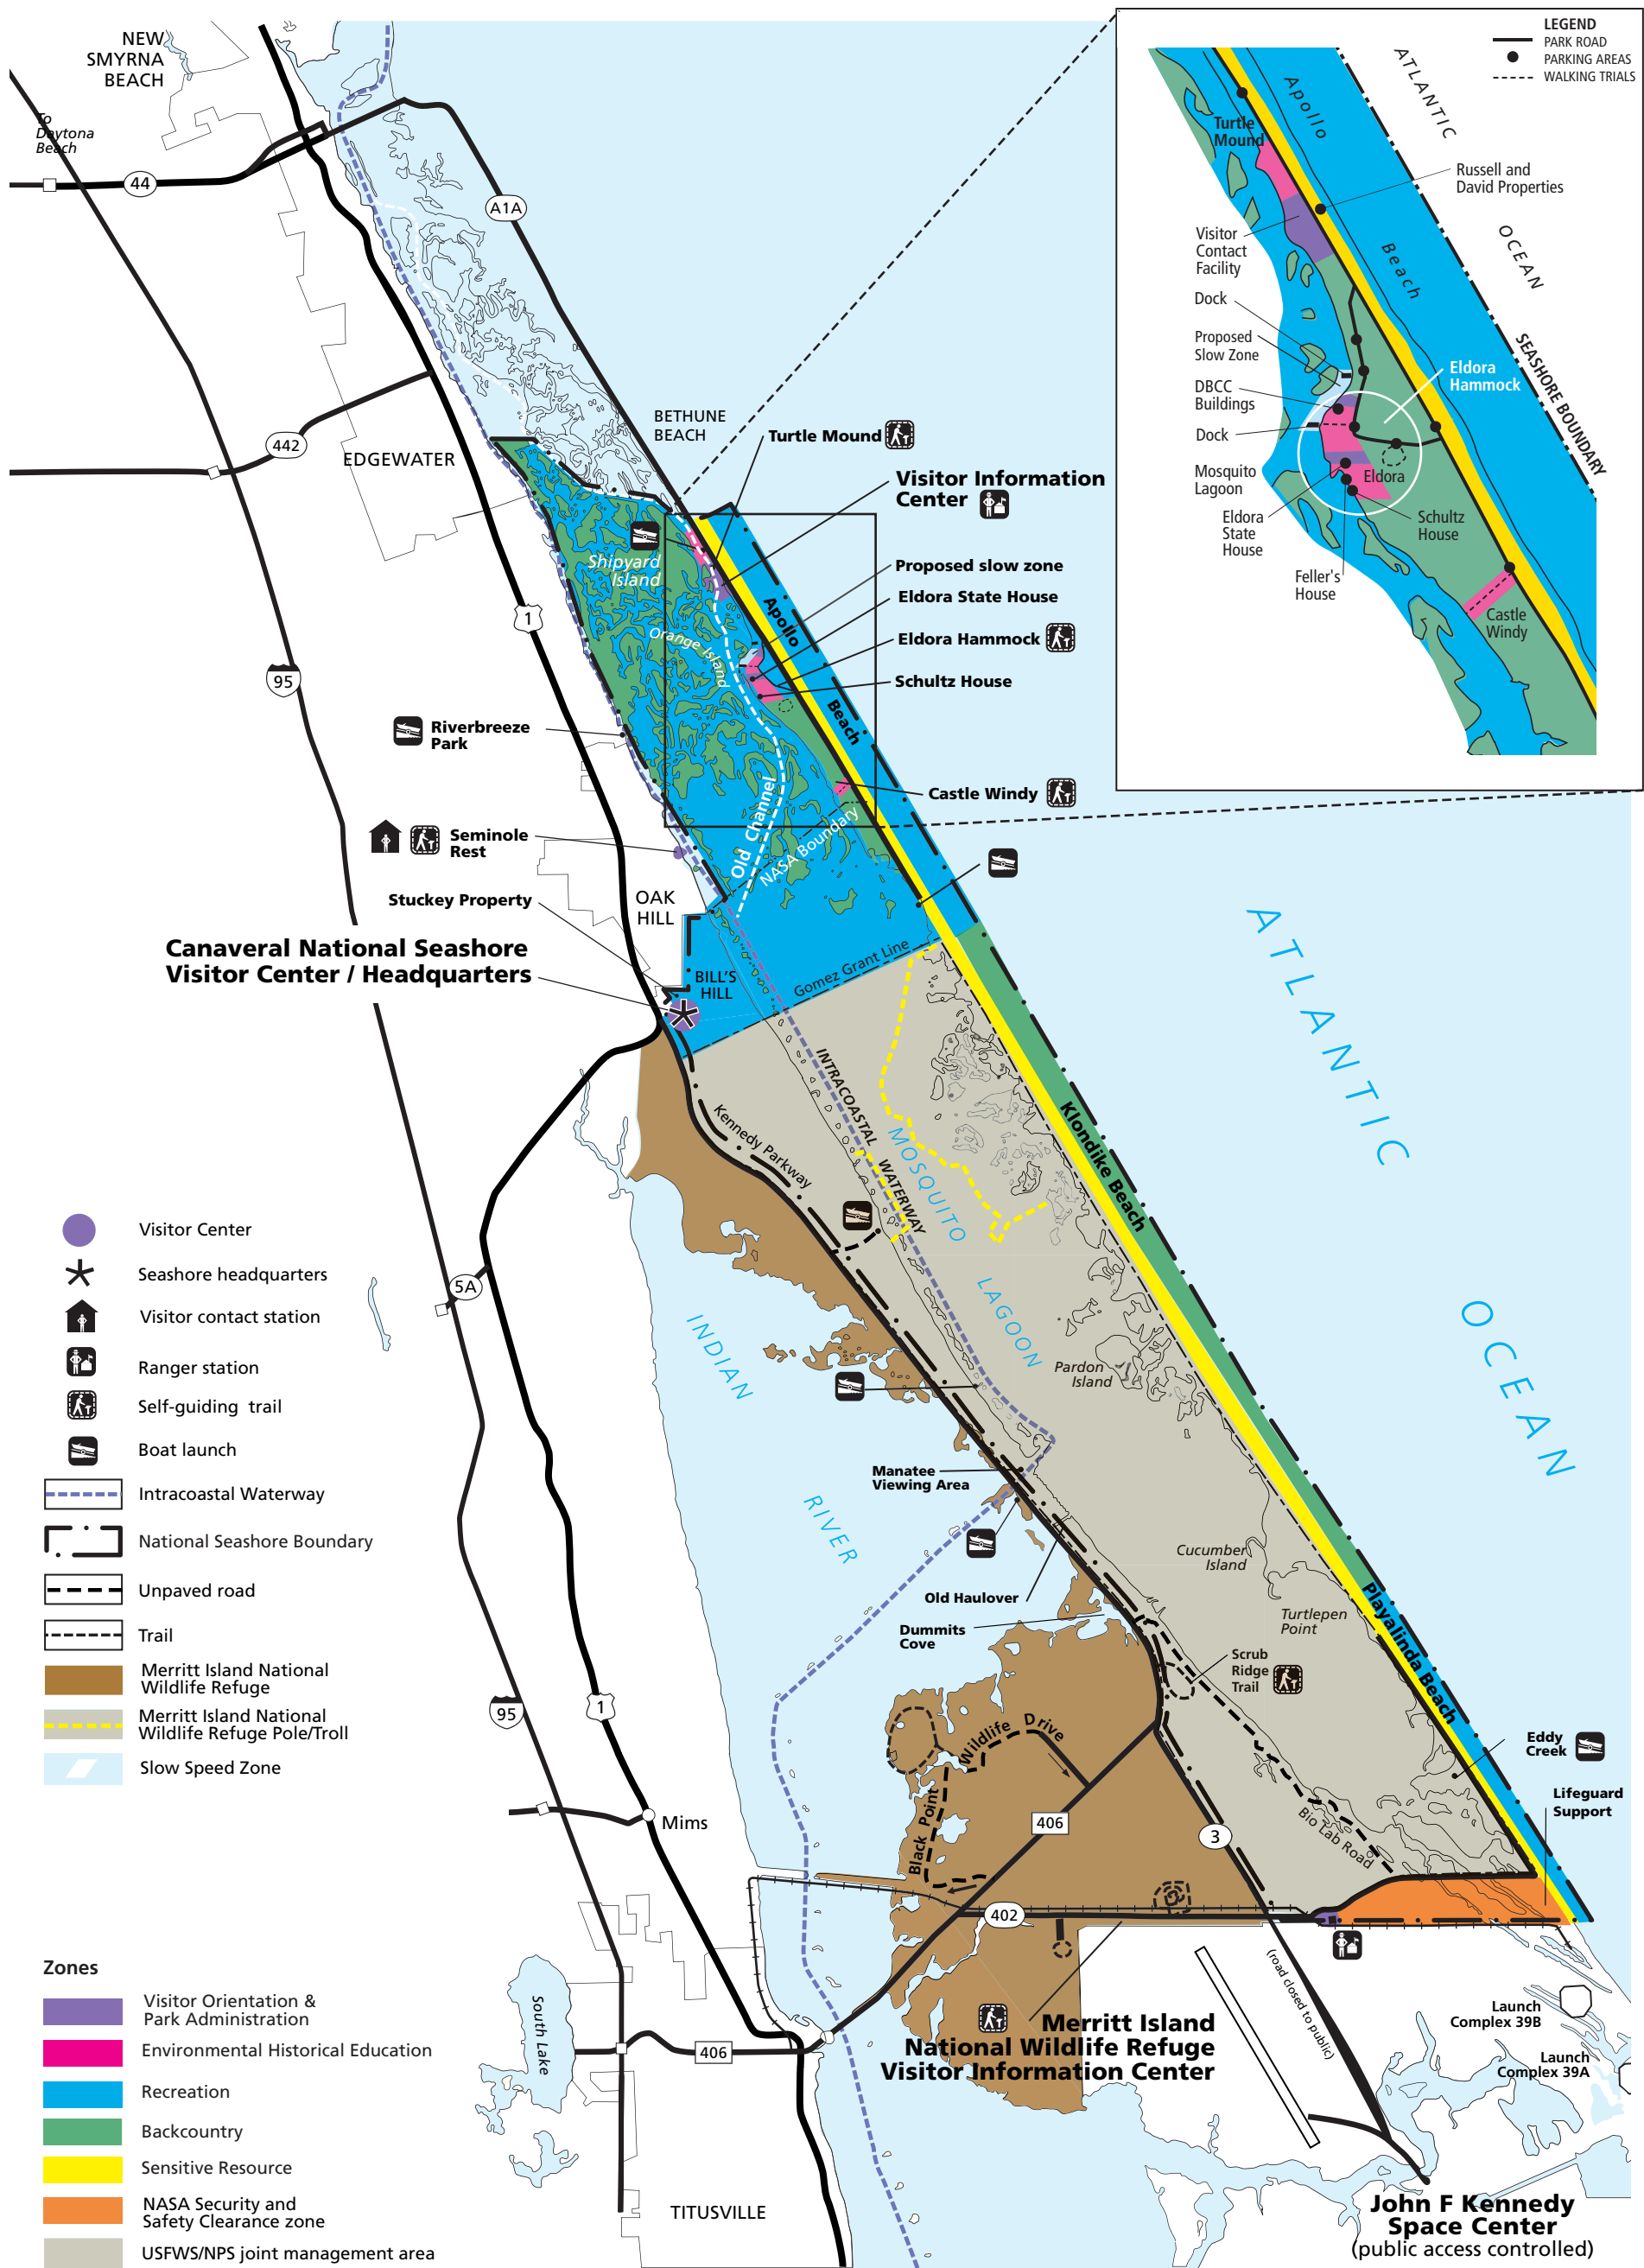 NEW
SMYRNA
BEACH
To
Daytona
Beach
44
A1A
442
EDGEWATER
BETHUNE
BEACH
Turtle Mound
Visitor Information
Center
Shipyard
Island
Orange Island
Proposed slow zone
Eldora State House
Eldora Hammock
Schultz House
Apollo
Beach
1
95
Riverbreeze
Park
Castle Windy
Seminole
Rest
Old Channel
NASA Boundary
Stuckey Property
OAK
HILL
Canaveral National Seashore
Visitor Center / Headquarters
BILL'S
HILL
Gomez Grant Line
INTRACOASTAL WATERWAY
Kennedy Parkway
MOSQUITO
LAGOON
Klondike Beach
ATLANTIC
OCEAN
5A
INDIAN
RIVER
Pardon
Island
Manatee
Viewing Area
Cucumber
Island
Old Haulover
Dummits
Cove
Turtlepen
Point
Playalinda Beach
Scrub
Ridge
Trail
Eddy
Creek
Lifeguard
Support
Wildlife Drive
Black Point
Bio Lab Road
95
1
Mims
406
3
402
(road closed to public)
Launch
Complex 39B
Launch
Complex 39A
South Lake
406
Merritt Island
National Wildlife Refuge
Visitor Information Center
TITUSVILLE
John F Kennedy
Space Center
(public access controlled)
Visitor Center
Seashore headquarters
Visitor contact station
Ranger station
Self-guiding trail
Boat launch
Intracoastal Waterway
National Seashore Boundary
Unpaved road
Trail
Merritt Island National
Wildlife Refuge
Merritt Island National
Wildlife Refuge Pole/Troll
Slow Speed Zone
Zones
Visitor Orientation &
Park Administration
Environmental Historical Education
Recreation
Backcountry
Sensitive Resource
NASA Security and
Safety Clearance zone
USFWS/NPS joint management area
LEGEND
PARK ROAD
PARKING AREAS
WALKING TRIALS
ATLANTIC
OCEAN
Apollo
Beach
Turtle
Mound
Russell and
David Properties
Visitor
Contact
Facility
Dock
Proposed
Slow Zone
DBCC
Buildings
Dock
Mosquito
Lagoon
Eldora
State
House
Feller's
House
Eldora
Hammock
Eldora
Schultz
House
Castle
Windy
SEASHORE BOUNDARY